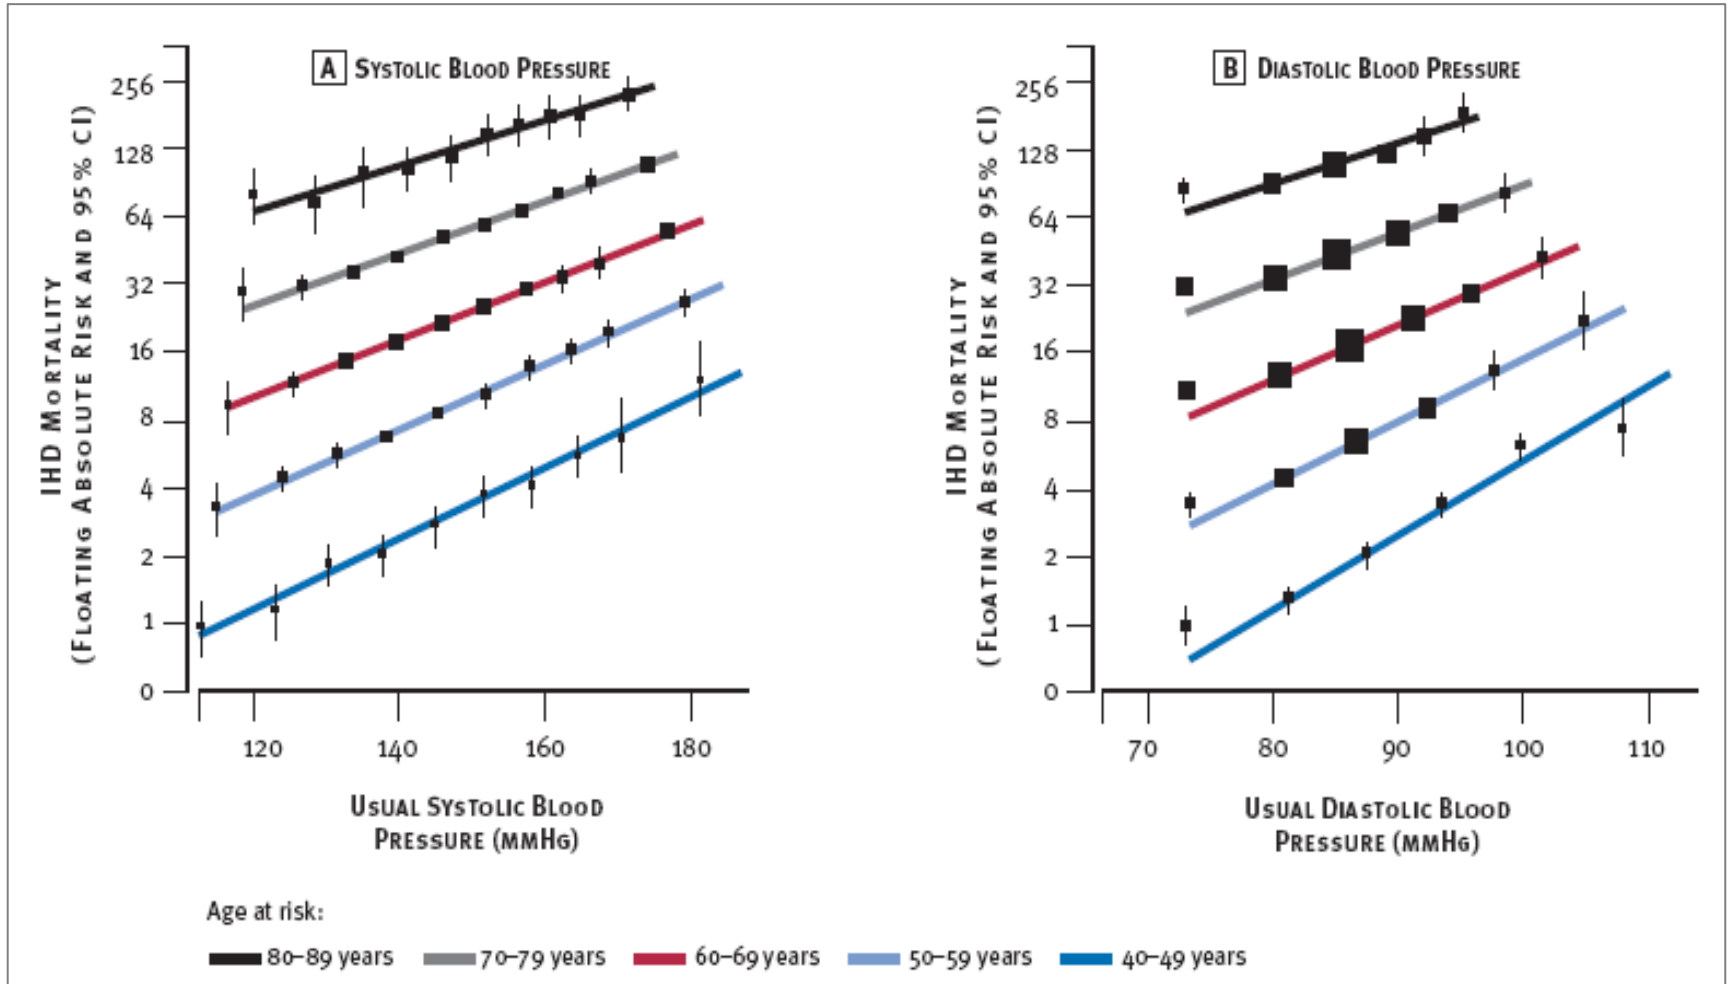 A SYSTOLIC BLOOD PRESSURE
IHD MORTALITY
(FLOATING ABSOLUTE RISK AND 95% CI)
256
128
64
32
16
8
4
2
1
0
120 140 160 180
USUAL SYSTOLIC BLOOD
PRESSURE (MMHG)
B DIASTOLIC BLOOD PRESSURE
IHD MORTALITY
(FLOATING ABSOLUTE RISK AND 95% CI)
256
128
64
32
16
8
4
2
1
0
70 80 90 100 110
USUAL DIASTOLIC BLOOD
PRESSURE (MMHG)
Age at risk:
80–89 years 70–79 years 60–69 years 50–59 years 40–49 years